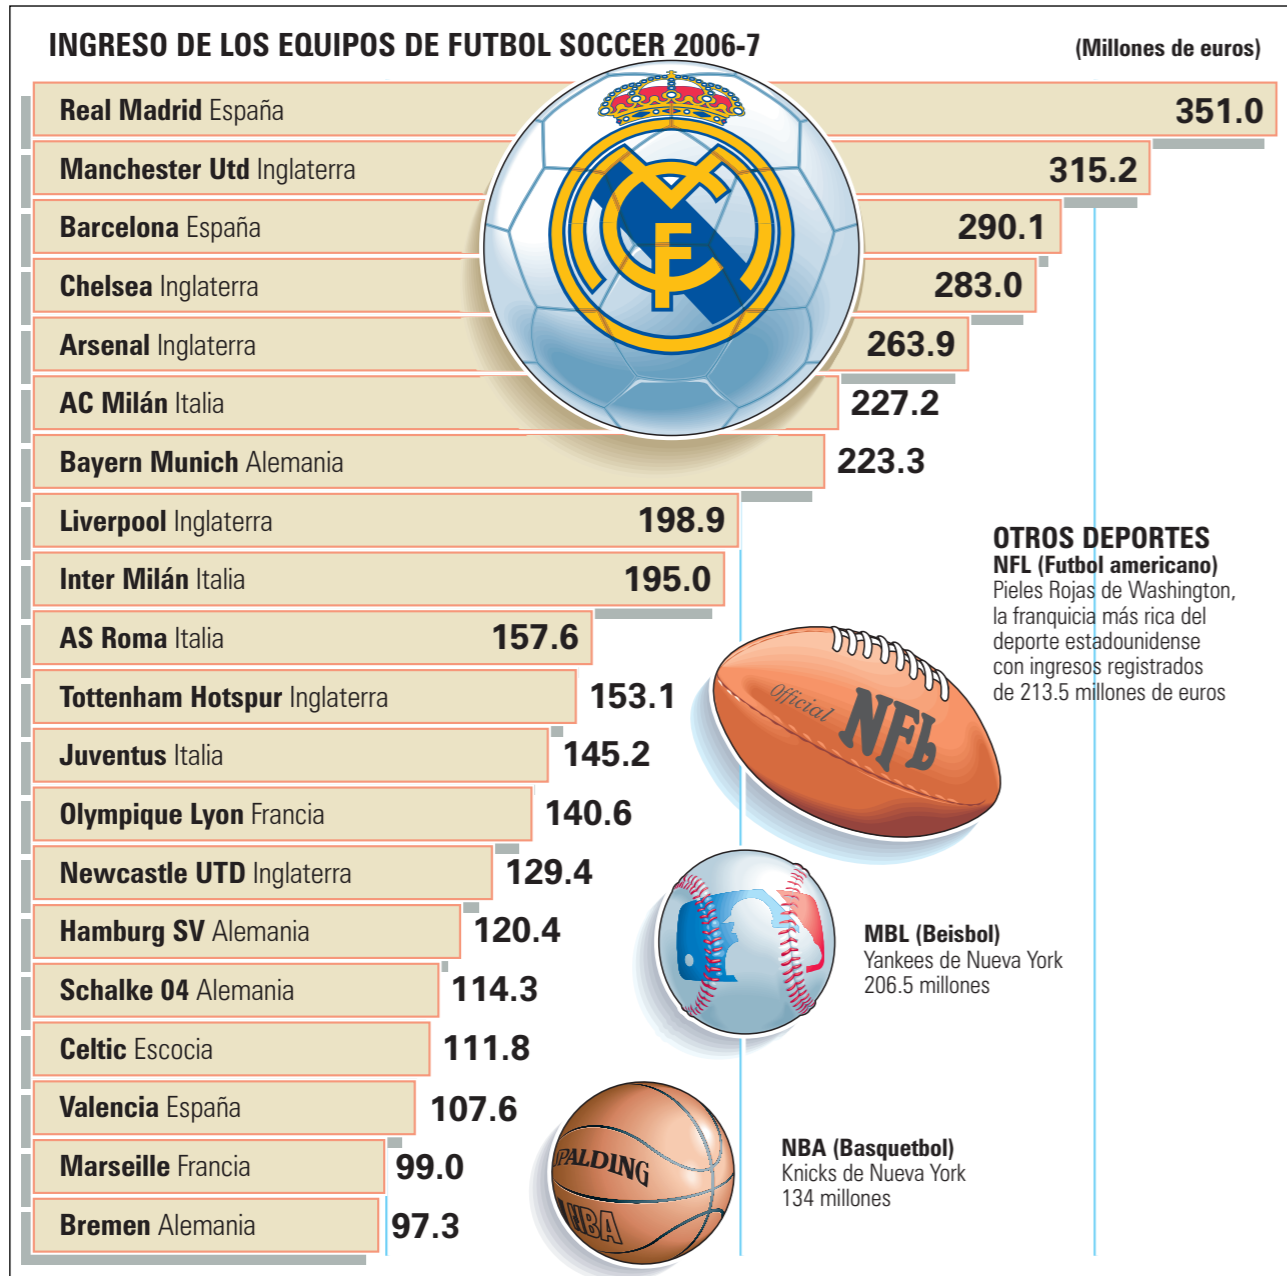 INGRESO DE LOS EQUIPOS DE FUTBOL SOCCER 2006-7 (Millones de euros)
Real Madrid España 351.0
Manchester Utd Inglaterra 315.2
Barcelona España 290.1
Chelsea Inglaterra 283.0
Arsenal Inglaterra 263.9
AC Milán Italia 227.2
Bayern Munich Alemania 223.3
Liverpool Inglaterra 198.9
Inter Milán Italia 195.0
AS Roma Italia 157.6
Tottenham Hotspur Inglaterra 153.1
Juventus Italia 145.2
Olympique Lyon Francia 140.6
Newcastle UTD Inglaterra 129.4
Hamburg SV Alemania 120.4
Schalke 04 Alemania 114.3
Celtic Escocia 111.8
Valencia España 107.6
Marseille Francia 99.0
Bremen Alemania 97.3
MCF
OTROS DEPORTES
NFL (Futbol americano)
Pieles Rojas de Washington,
la franquicia más rica del
deporte estadounidense
con ingresos registrados
de 213.5 millones de euros
Official NFb
MBL (Beisbol)
Yankees de Nueva York
206.5 millones
NBA (Basquetbol)
Knicks de Nueva York
134 millones
PALDING
NBA